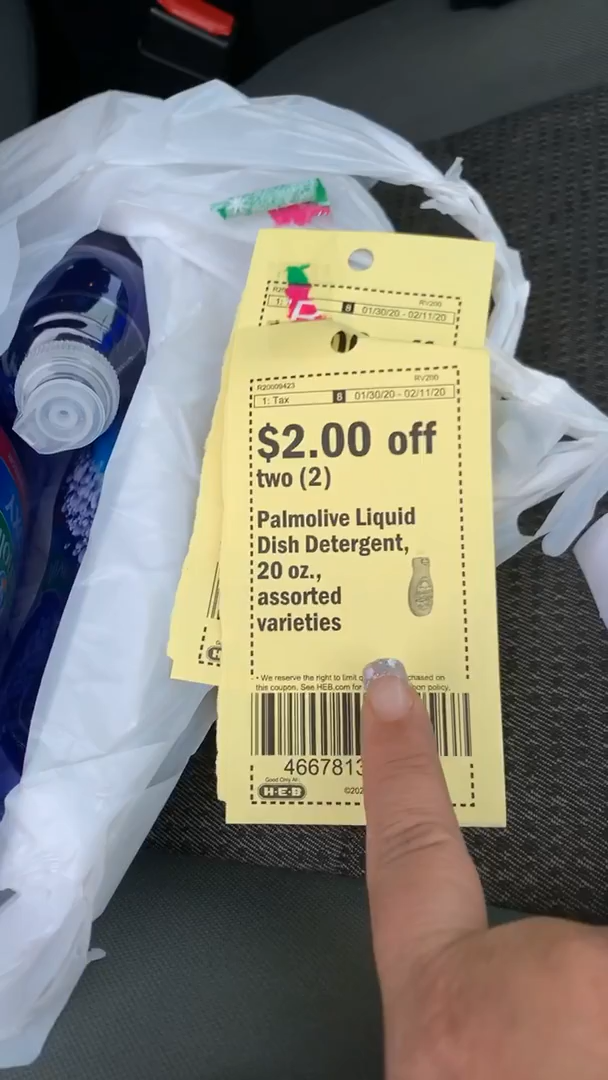 01/30/20 - 02/11/20
R20009423
RV200
1: Tax
8
01/30/20 - 02/11/20
$2.00 off
two (2)
Palmolive Liquid
Dish Detergent,
20 oz.,
assorted
varieties
* We reserve the right to limit
chased on
this coupon. See HEB.com for
policy.
Good Only At:
H-E-B